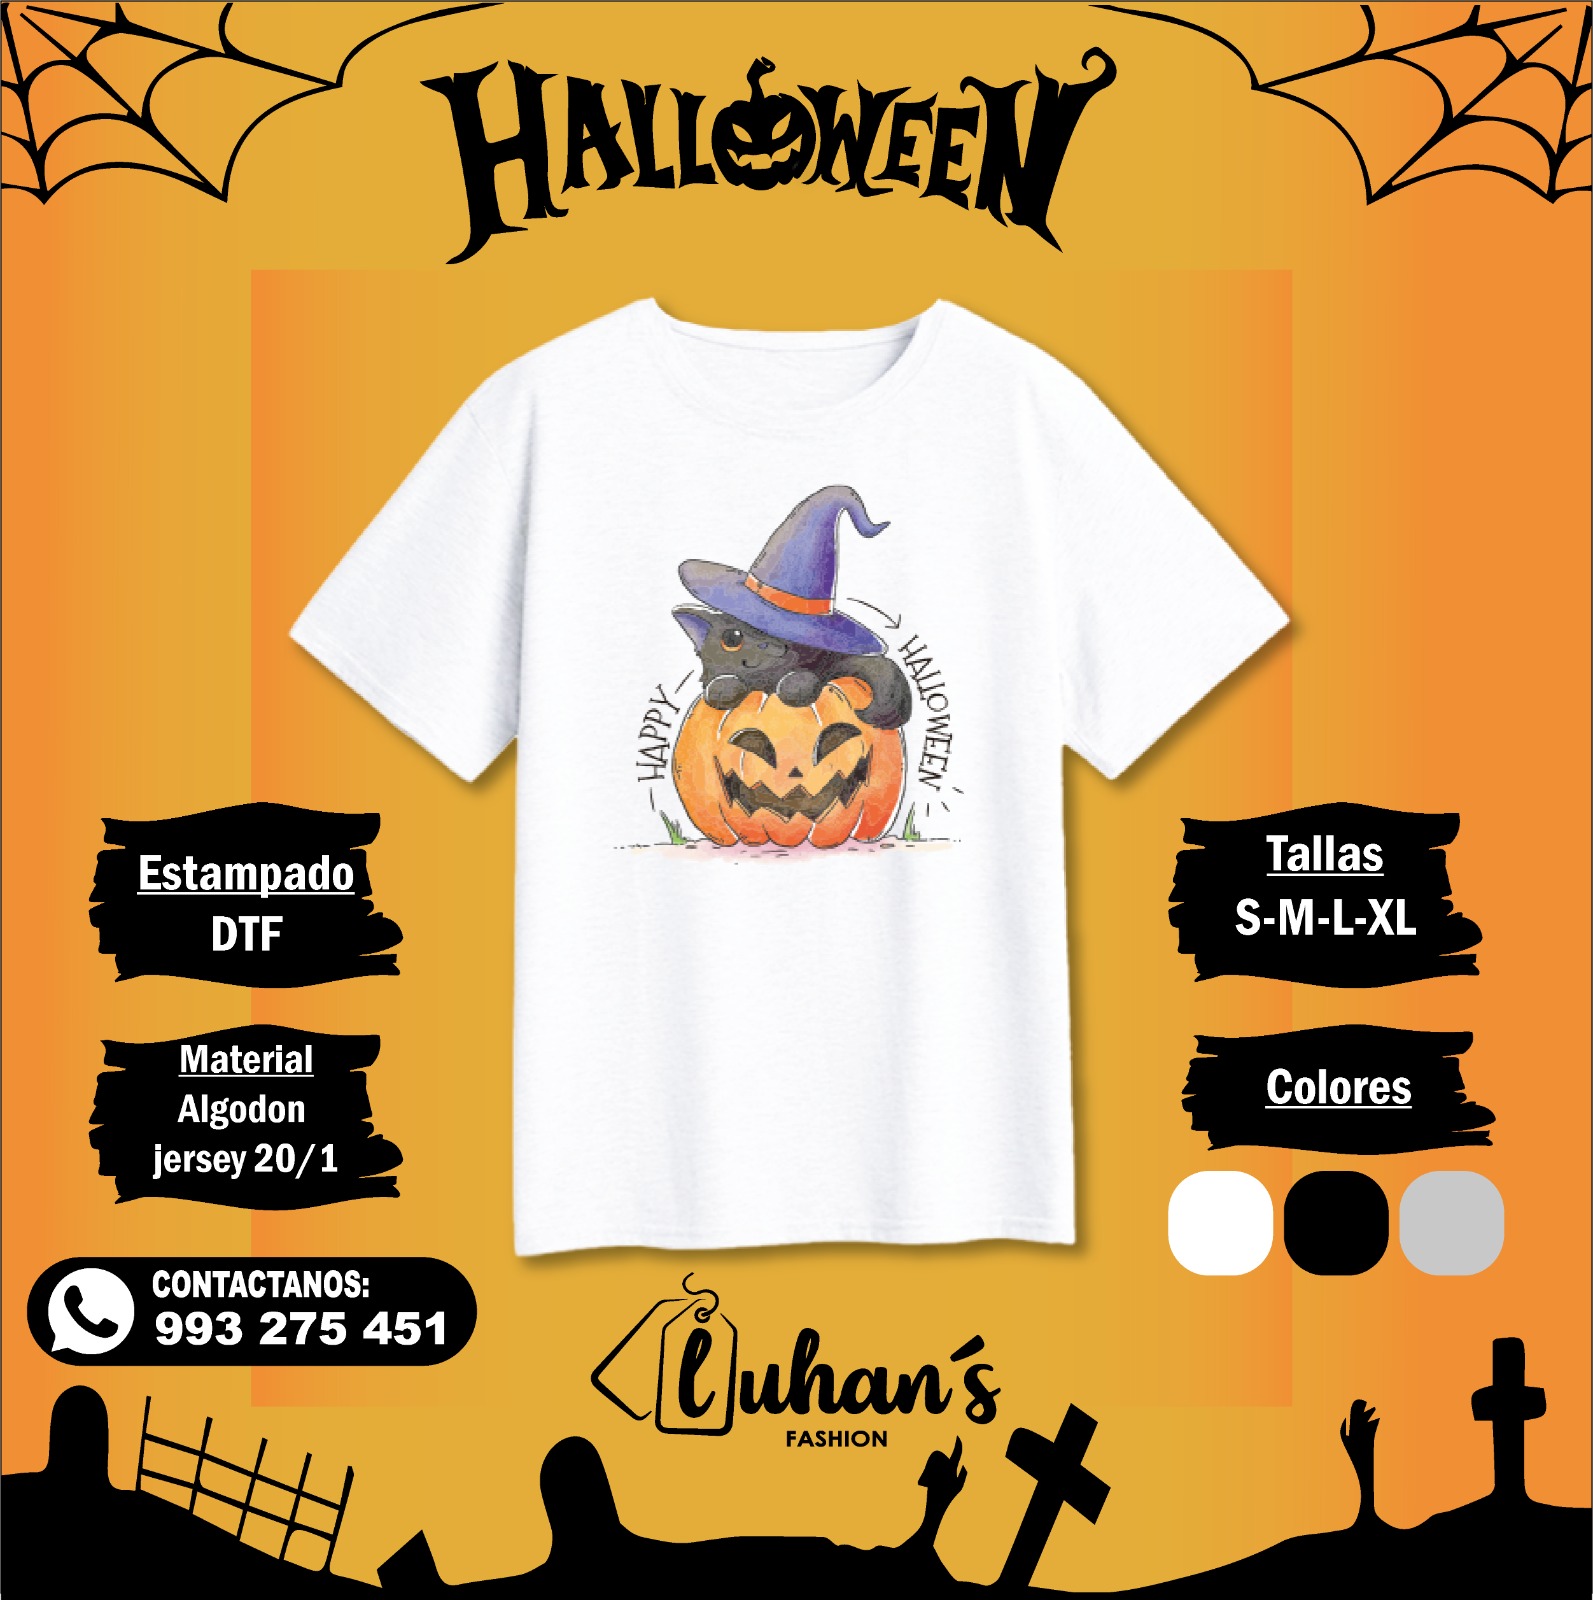 HALLOWEEN
HAPPY
HALLOWEEN
Estampado
DTF
Material
Algodon
jersey 20/1
Tallas
S-M-L-XL
Colores
CONTACTANOS:
993 275 451
luhan´s
FASHION